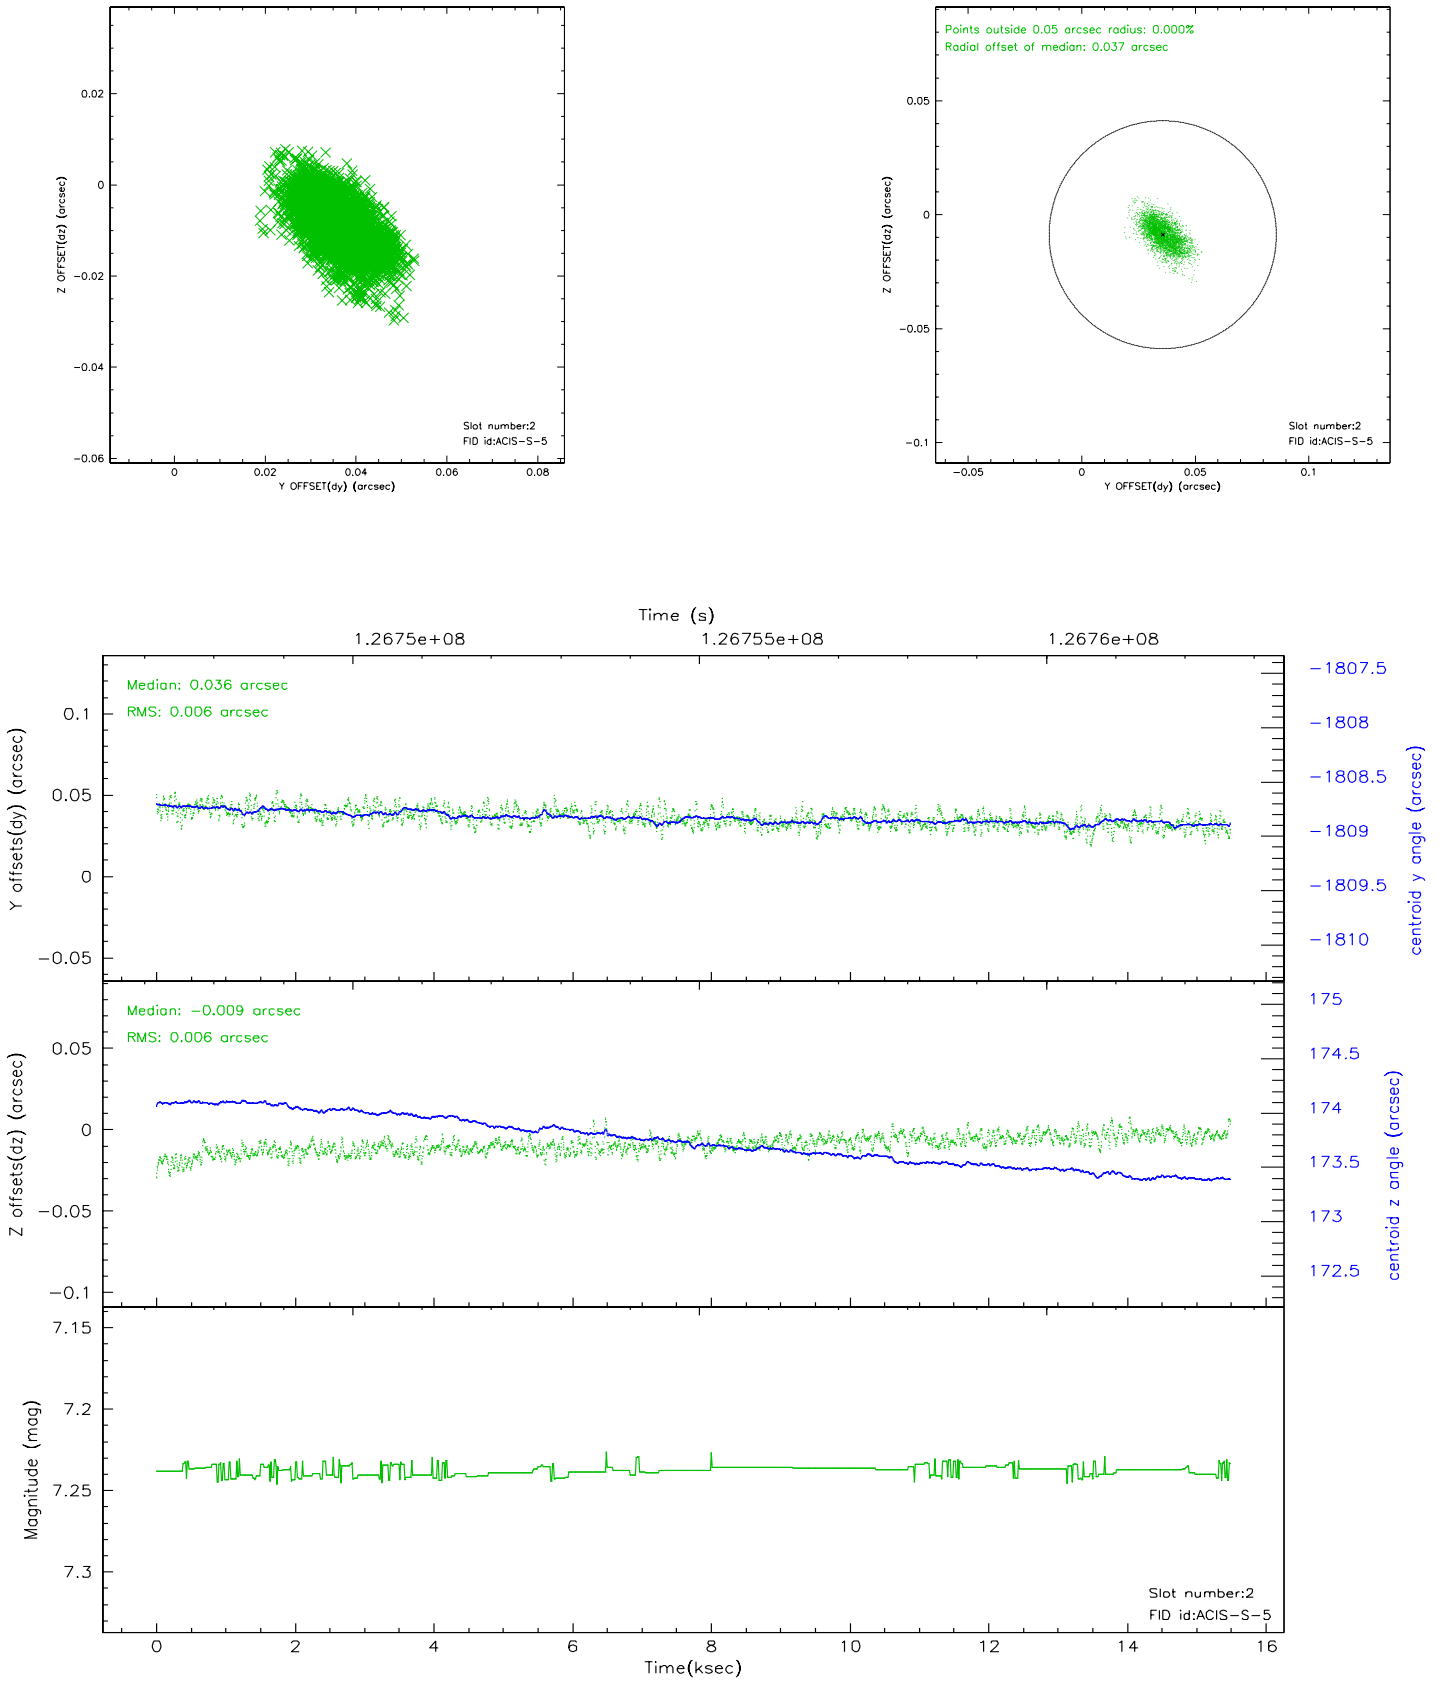 0.02
0
-0.02
-0.04
-0.06
Z OFFSET(dz) (arcsec)
Slot number:2
FID id:ACIS-S-5
0 0.02 0.04 0.06 0.08
Y OFFSET(dy) (arcsec)
Points outside 0.05 arcsec radius: 0.000%
Radial offset of median: 0.037 arcsec
0.05
0
-0.05
-0.1
Z OFFSET(dz) (arcsec)
Slot number:2
FID id:ACIS-S-5
-0.05 0 0.05 0.1
Y OFFSET(dy) (arcsec)
Time (s)
1.2675e+08 1.26755e+08 1.2676e+08
Median: 0.036 arcsec
RMS: 0.006 arcsec
0.1
0.05
0
-0.05
Y offsets(dy) (arcsec)
-1807.5
-1808
-1808.5
-1809
-1809.5
-1810
centroid y angle (arcsec)
Median: -0.009 arcsec
RMS: 0.006 arcsec
0.05
0
-0.05
-0.1
Z offsets(dz) (arcsec)
175
174.5
174
173.5
173
172.5
centroid z angle (arcsec)
7.15
7.2
7.25
7.3
Magnitude (mag)
Slot number:2
FID id:ACIS-S-5
0 2 4 6 8 10 12 14 16
Time(ksec)